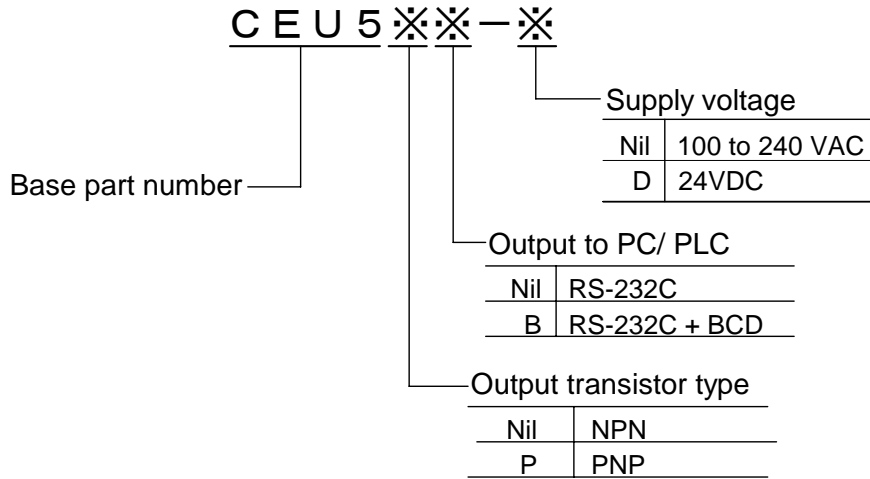 CEU5※※－※
Supply voltage
Nil 100 to 240 VAC
D 24VDC
Base part number
Output to PC/ PLC
Nil RS-232C
B RS-232C + BCD
Output transistor type
Nil NPN
P PNP